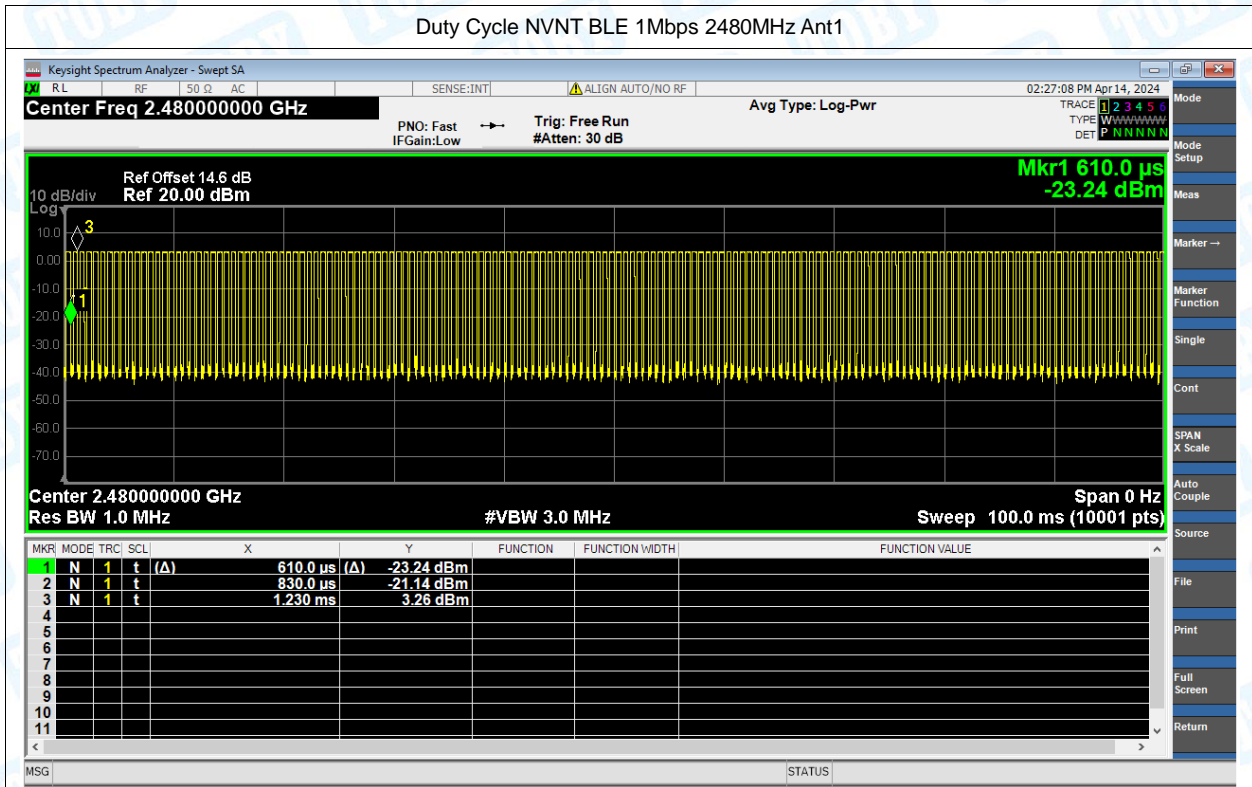 Duty Cycle NVNT BLE 1Mbps 2480MHz Ant1
Keysight Spectrum Analyzer - Swept SA
LXI RL RF 50 Ω AC SENSE:INT ALIGN AUTO/NO RF 02:27:08 PM Apr 14, 2024
Center Freq 2.480000000 GHz Avg Type: Log-Pwr TRACE 1 2 3 4 5 6
PNO: Fast Trig: Free Run TYPE WWWWWW
IFGain:Low #Atten: 30 dB DET P N N N N N
Mkr1 610.0 µs
Ref Offset 14.6 dB
10 dB/div Ref 20.00 dBm -23.24 dBm
Log
3
10.0
0.00
-10.0
1
-20.0
-30.0
-40.0
-50.0
-60.0
-70.0
Center 2.480000000 GHz Span 0 Hz
Res BW 1.0 MHz #VBW 3.0 MHz Sweep 100.0 ms (10001 pts)
MKR MODE TRC SCL X Y FUNCTION FUNCTION WIDTH FUNCTION VALUE
1 N 1 t (Δ) 610.0 µs (Δ) -23.24 dBm
2 N 1 t 830.0 µs -21.14 dBm
3 N 1 t 1.230 ms 3.26 dBm
4
5
6
7
8
9
10
11
MSG STATUS
Mode
Mode
Setup
Meas
Marker →
Marker
Function
Single
Cont
SPAN
X Scale
Auto
Couple
Source
File
Print
Full
Screen
Return
TOBY